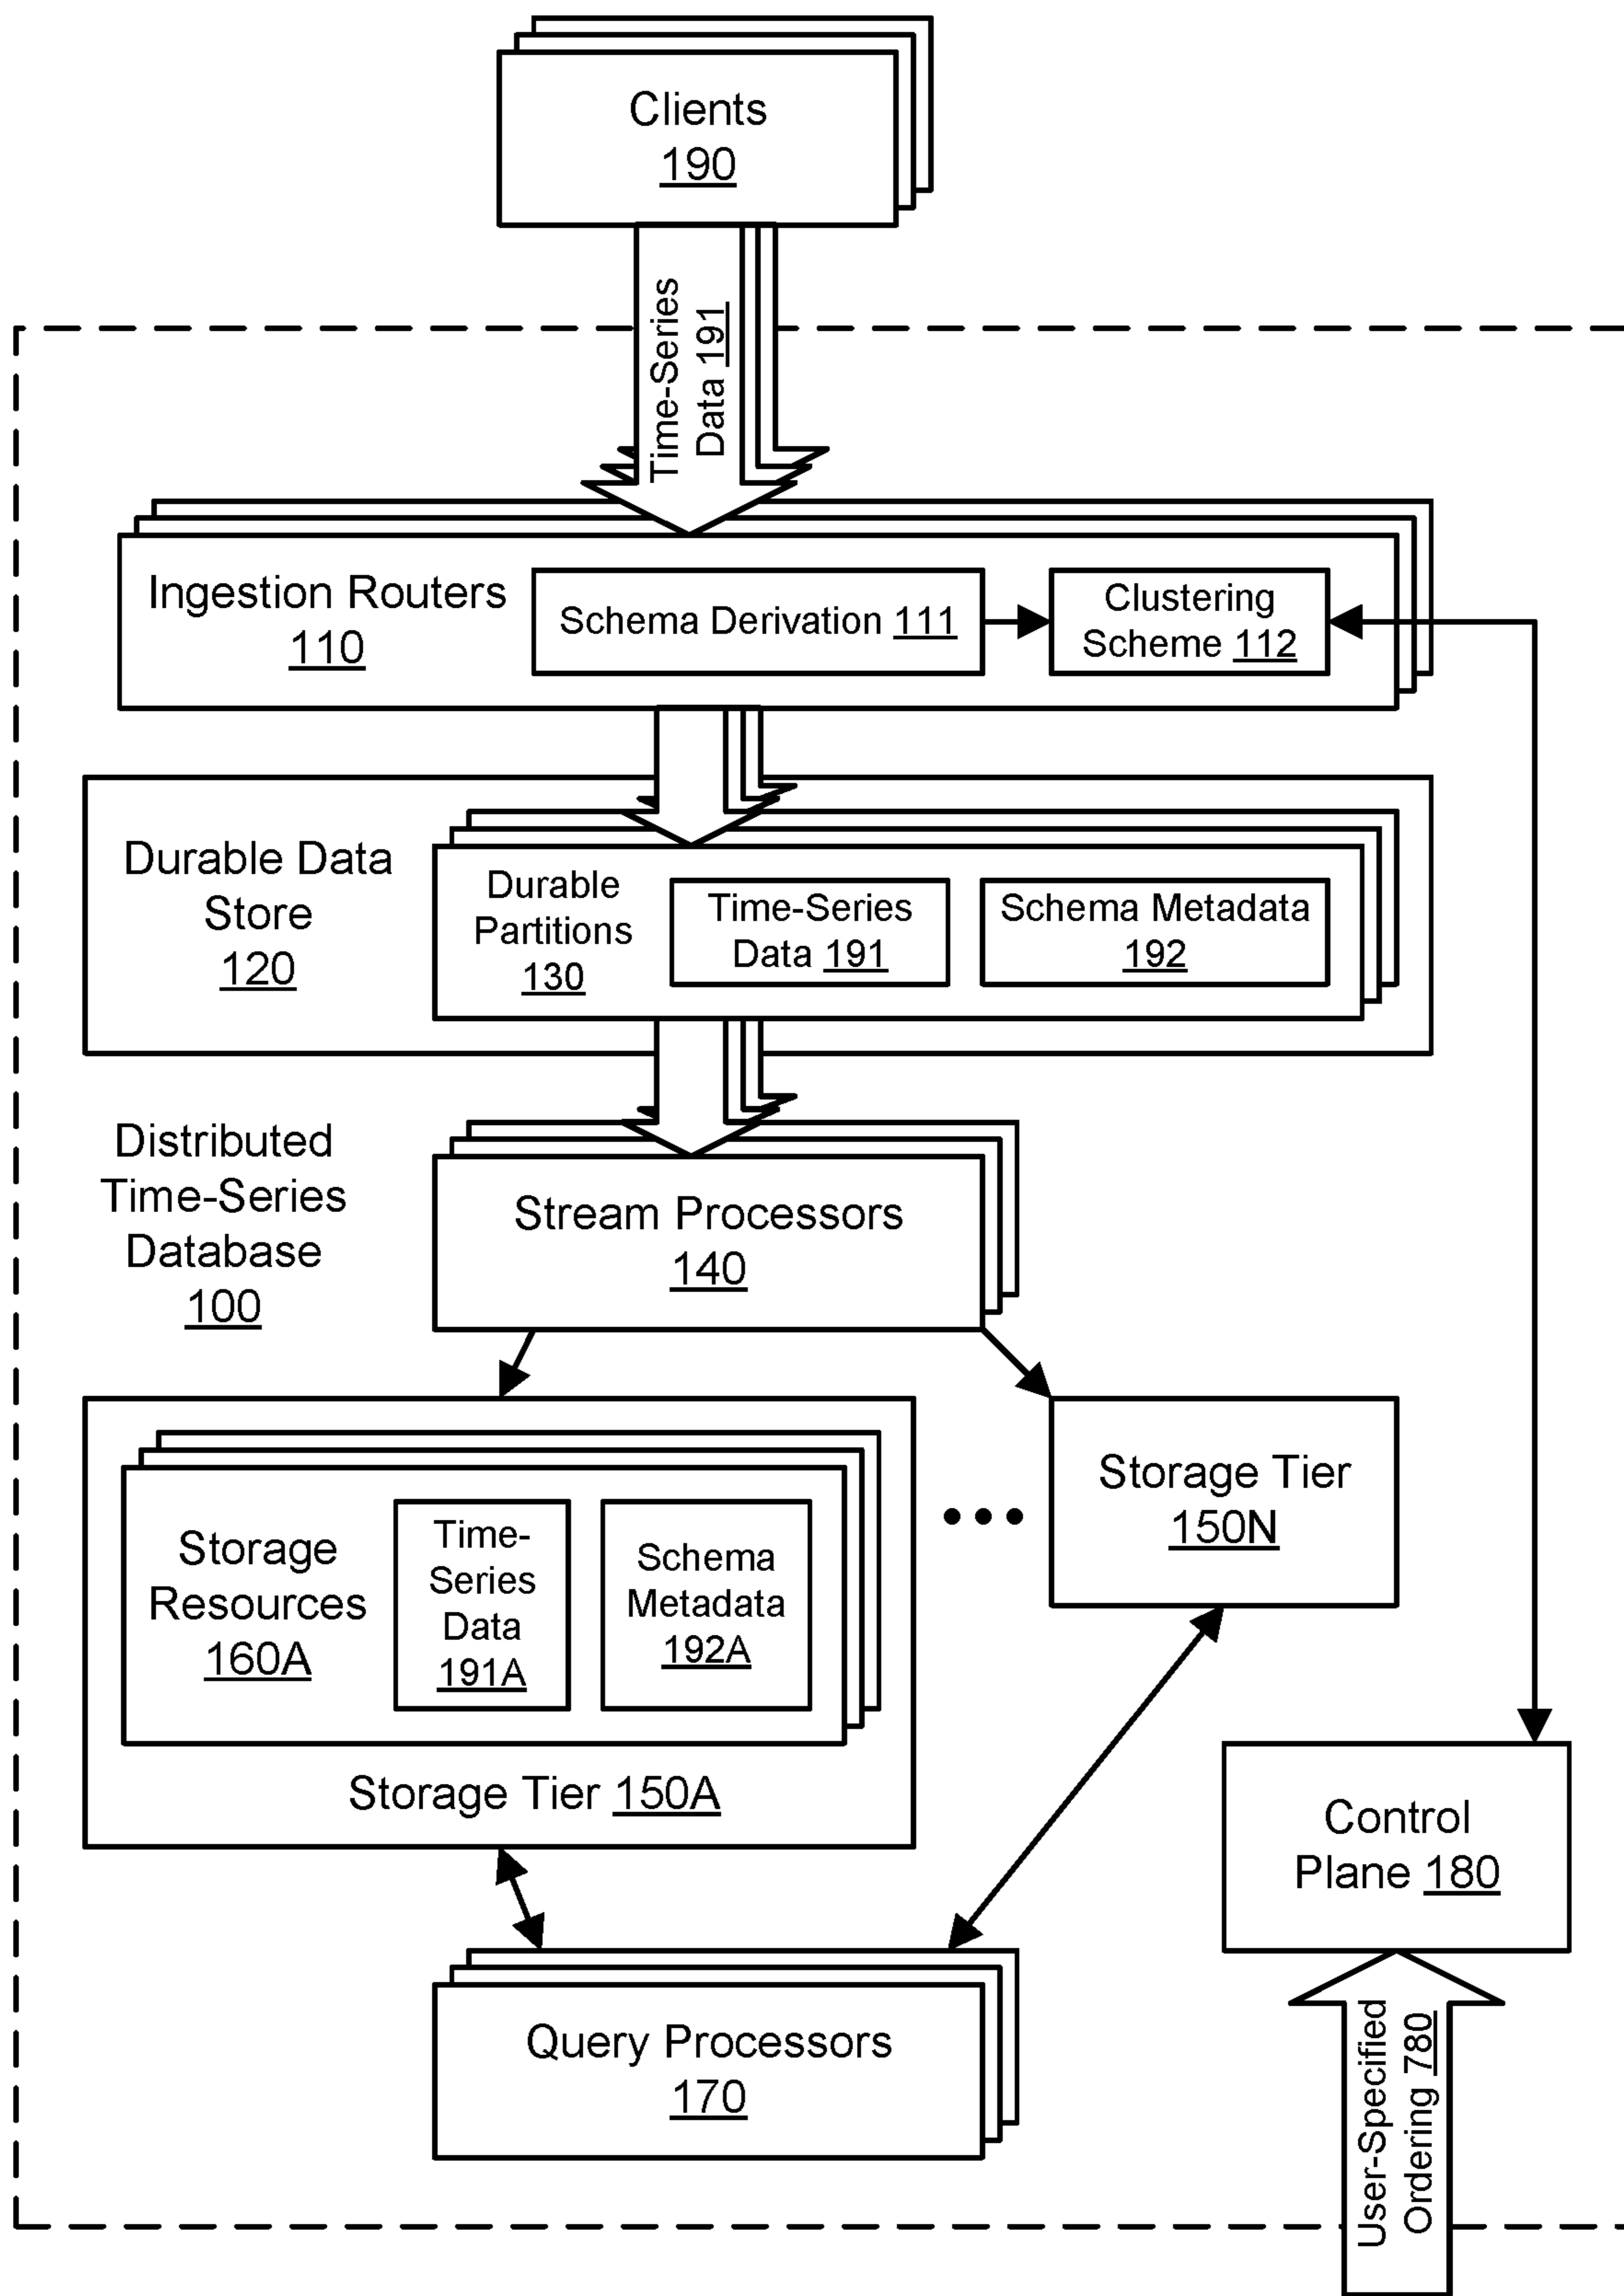 Clients
190
Time-Series
Data 191
Ingestion Routers
110
Schema Derivation 111
Clustering
Scheme 112
Durable Data
Store
120
Durable
Partitions
130
Time-Series
Data 191
Schema Metadata
192
Distributed
Time-Series
Database
100
Stream Processors
140
Storage
Resources
160A
Time-
Series
Data
191A
Schema
Metadata
192A
Storage Tier 150A
Storage Tier
150N
Control
Plane 180
Query Processors
170
User-Specified
Ordering 780